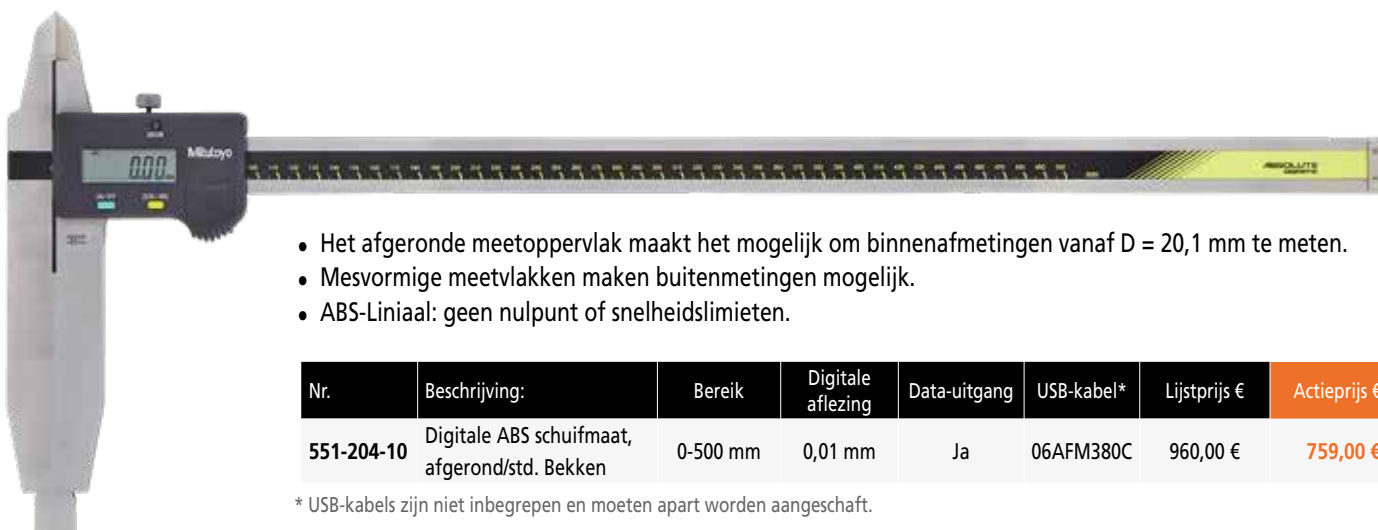 Mitutoyo
0.00
ABSOLUTE
• Het afgeronde meetoppervlak maakt het mogelijk om binnenafmetingen vanaf D = 20,1 mm te meten.
• Mesvormige meetvlakken maken buitenmetingen mogelijk.
• ABS-Liniaal: geen nulpunt of snelheidslimieten.
Nr. Beschrijving: Bereik Digitale aflezing Data-uitgang USB-kabel* Lijstprijs € Actieprijs €
551-204-10 Digitale ABS schuifmaat, afgerond/std. Bekken 0-500 mm 0,01 mm Ja 06AFM380C 960,00 € 759,00 €
* USB-kabels zijn niet inbegrepen en moeten apart worden aangeschaft.